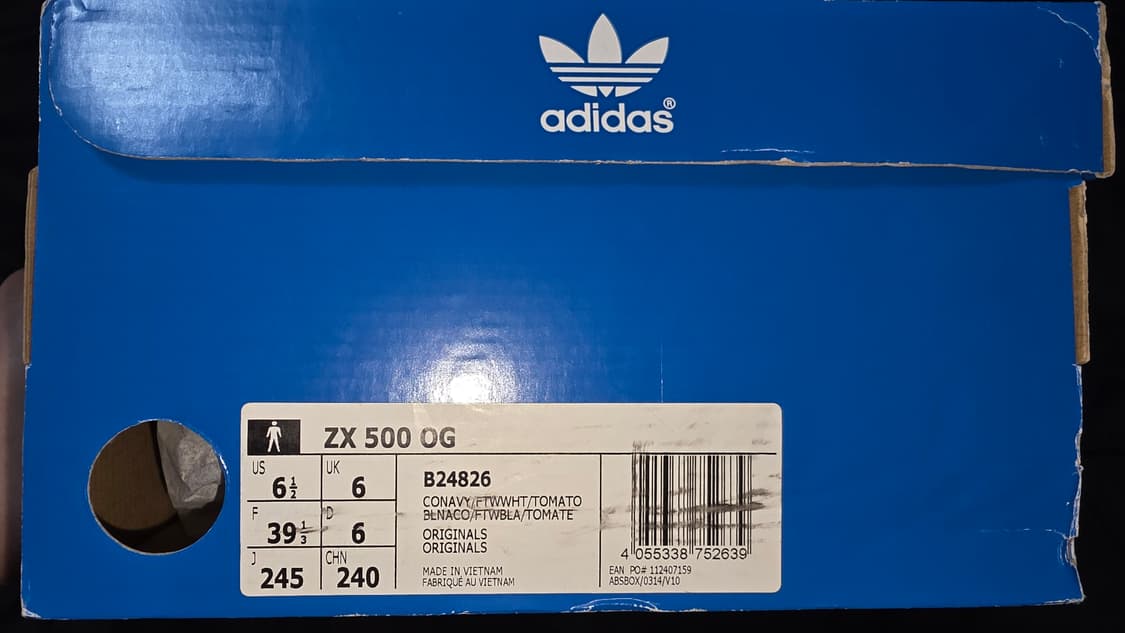 adidas®
ZX 500 OG
US 6½ UK 6
F 39⅓ D 6
J 245 CHN 240
B24826
CONAVY/FTWWHT/TOMATO
BLNACO/FTWBLA/TOMATE
ORIGINALS
ORIGINALS
MADE IN VIETNAM
FABRIQUÉ AU VIETNAM
4 055338 752639
EAN PO# 112407159
ABSBOX/0314/V10